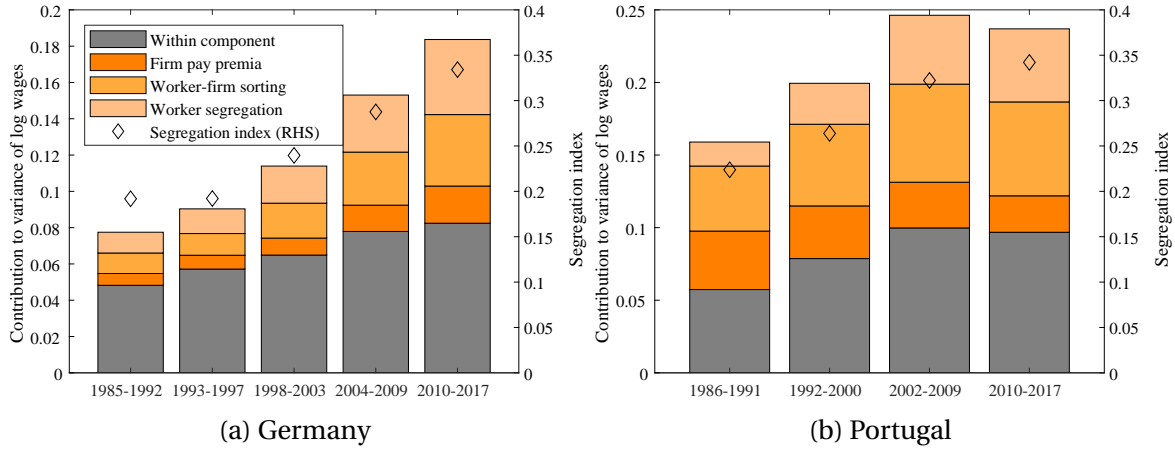 0.2
0.18
0.16
0.14
0.12
0.1
0.08
0.06
0.04
0.02
0
Contribution to variance of log wages
Within component
Firm pay premia
Worker-firm sorting
Worker segregation
Segregation index (RHS)
0.4
0.35
0.3
0.25
0.2
0.15
0.1
0.05
0
Segregation index
1985-1992 1993-1997 1998-2003 2004-2009 2010-2017
(a) Germany
0.25
0.2
0.15
0.1
0.05
0
Contribution to variance of log wages
0.4
0.35
0.3
0.25
0.2
0.15
0.1
0.05
0
Segregation index
1986-1991 1992-2000 2002-2009 2010-2017
(b) Portugal